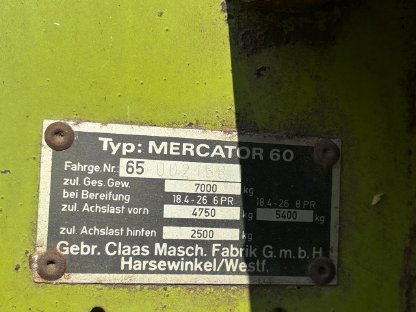 Typ: MERCATOR 60
Fahrge. Nr.: 65
zul. Ges. Gew. 7000 kg
bei Bereifung 18.4-26 6 PR 18.4-26 8 PR
zul. Achslast vorn 4750 kg 5400 kg
zul. Achslast hinten 2500 kg
Gebr. Claas Masch. Fabrik G.m.b.H.
Harsewinkel/Westf.